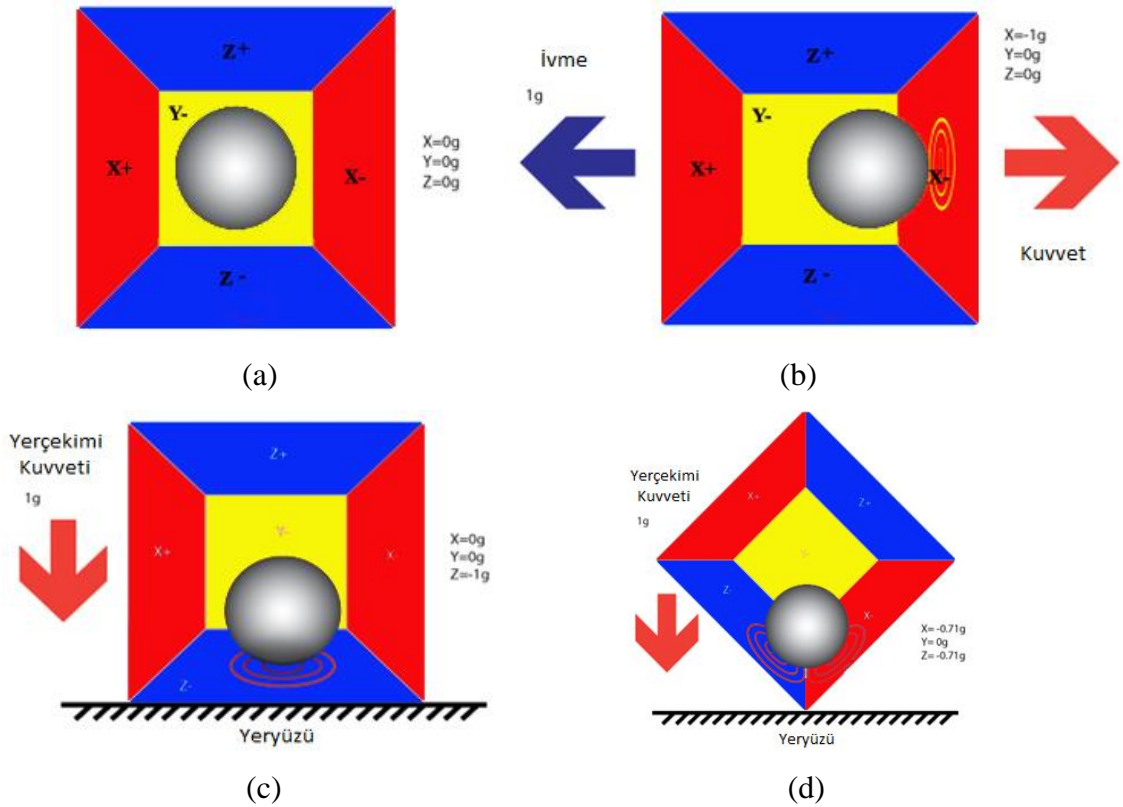 Z+
Y-
X+
X-
Z -
X=0g
Y=0g
Z=0g
(a)
İvme
1g
Z+
Y-
X+
X-
Z -
X=-1g
Y=0g
Z=0g
Kuvvet
(b)
Yerçekimi
Kuvveti
1g
Z+
Y-
X+
X-
Z-
X=0g
Y=0g
Z=-1g
Yeryüzü
(c)
Yerçekimi
Kuvveti
1g
X+
Z+
Y-
Z-
X-
X= -0.71g
Y= 0g
Z= -0.71g
Yeryüzü
(d)